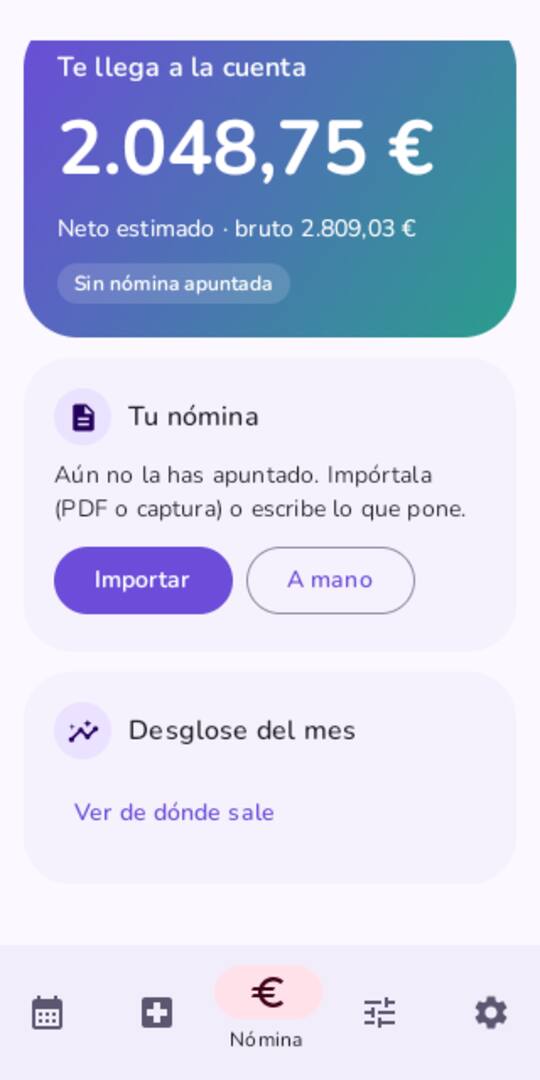 Te llega a la cuenta
2.048,75 €
Neto estimado · bruto 2.809,03 €
Sin nómina apuntada
Tu nómina
Aún no la has apuntado. Impórtala
(PDF o captura) o escribe lo que pone.
Importar
A mano
Desglose del mes
Ver de dónde sale
€
Nómina